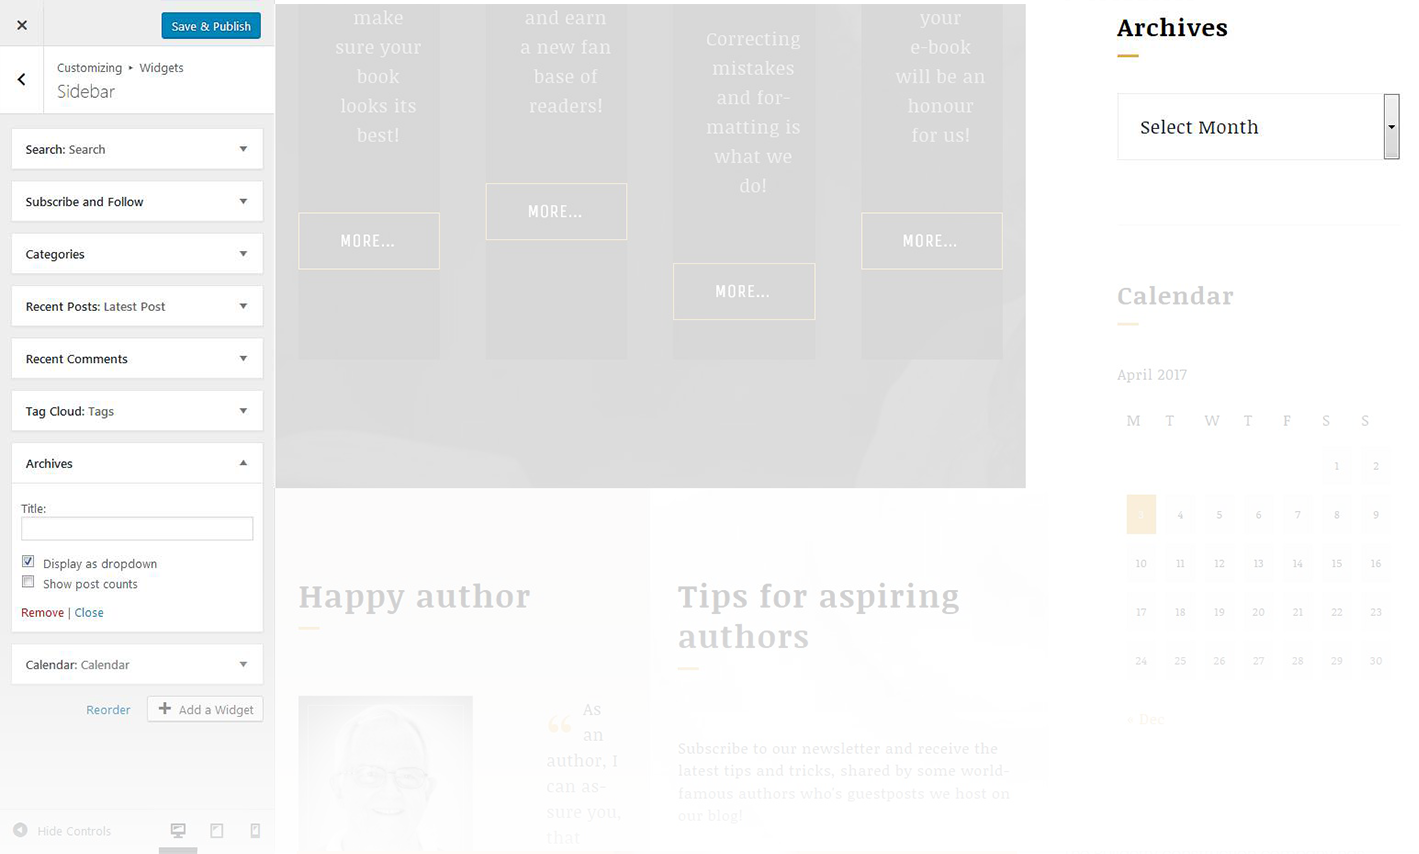 Save & Publish
Customizing ▸ Widgets
Sidebar
Search: Search
Subscribe and Follow
Categories
Recent Posts: Latest Post
Recent Comments
Tag Cloud: Tags
Archives
Title:
Display as dropdown
Show post counts
Remove | Close
Calendar: Calendar
Reorder
Add a Widget
Hide Controls
make
sure your
book
looks its
best!
MORE...
and earn
a new fan
base of
readers!
MORE...
Correcting
mistakes
and for-
matting is
what we
do!
MORE...
your
e-book
will be an
honour
for us!
MORE...
Happy author
As
an
author, I
can as-
sure you,
that
Tips for aspiring
authors
Subscribe to our newsletter and receive the
latest tips and tricks, shared by some world-
famous authors who's guestposts we host on
our blog!
Archives
Select Month
Calendar
April 2017
M T W T F S S
1 2
3 4 5 6 7 8 9
10 11 12 13 14 15 16
17 18 19 20 21 22 23
24 25 26 27 28 29 30
« Dec